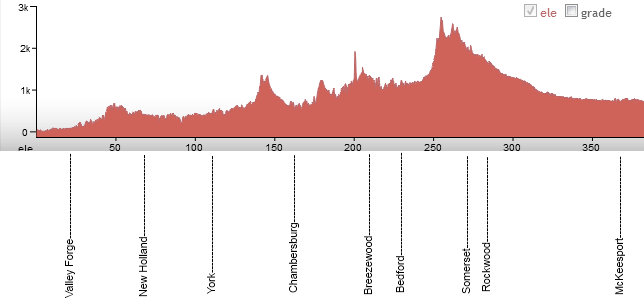 3k
2k
1k
0
ele grade
ele 50 100 150 200 250 300 350
Valley Forge
New Holland
York
Chambersburg
Breezewood
Bedford
Somerset
Rockwood
McKeesport